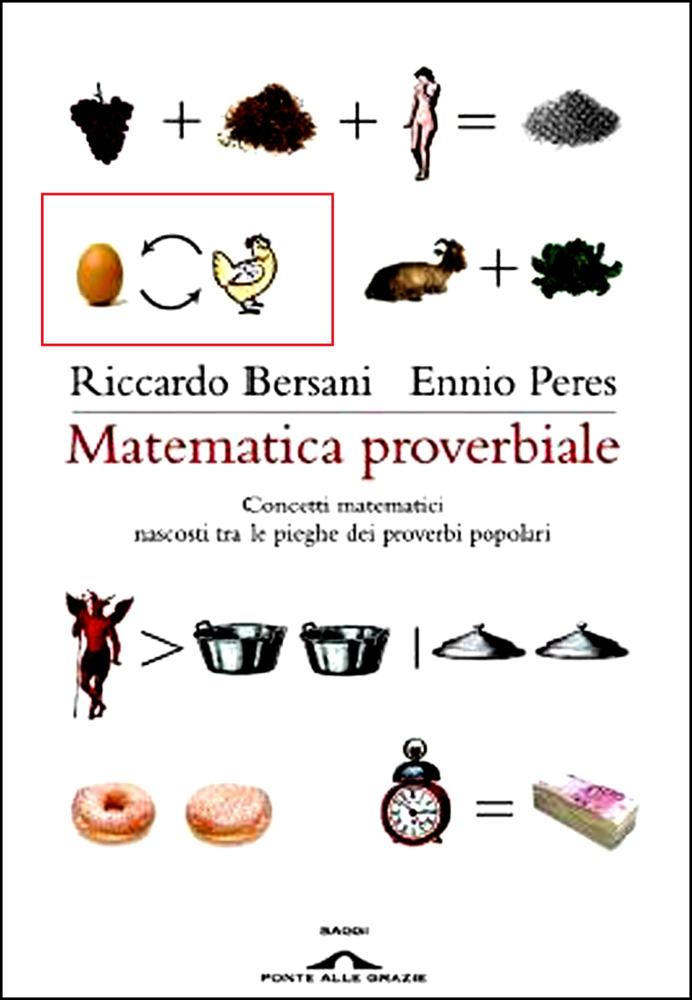 Riccardo Bersani Ennio Peres
Matematica proverbiale
Concetti matematici
nascosti tra le pieghe dei proverbi popolari
SAGGI
PONTE ALLE GRAZIE